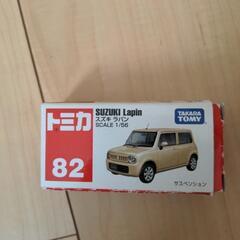 トミカ
82
SUZUKI Lapin
スズキ ラパン
SCALE 1/56
TAKARA
TOMY
サスペンション